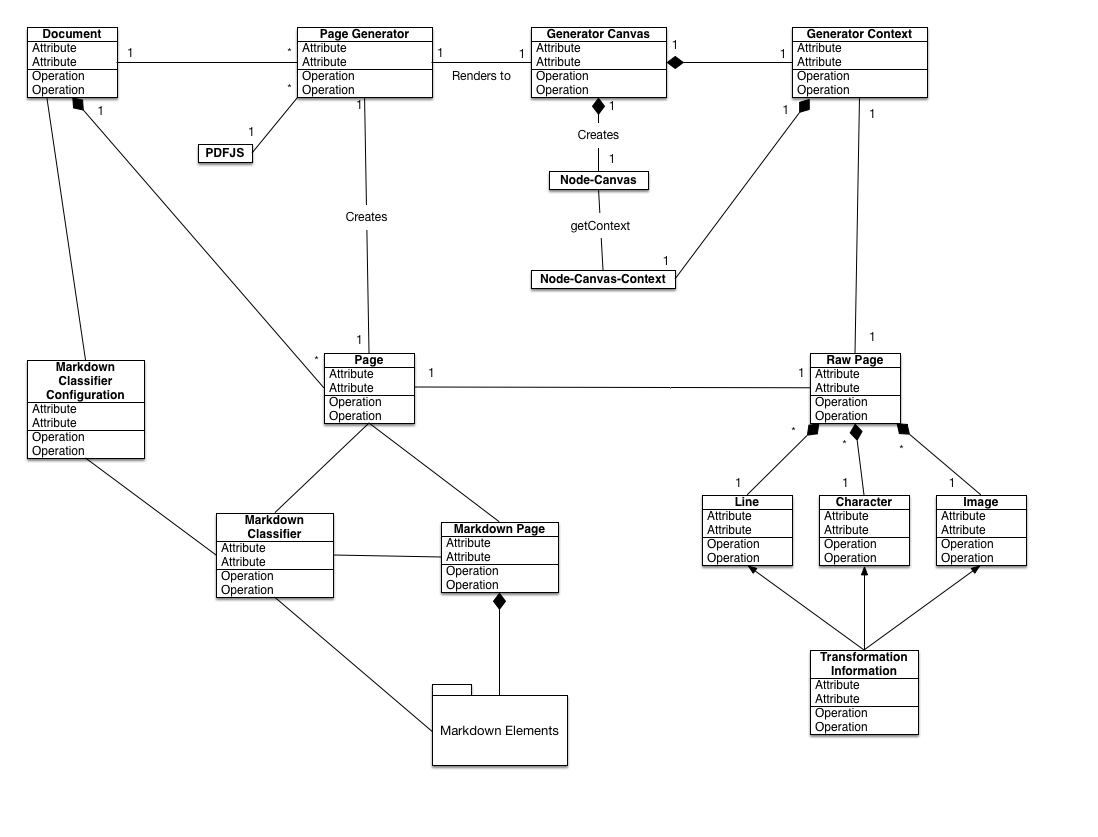 Document
Attribute
Attribute
Operation
Operation
1
*
*
Page Generator
Attribute
Attribute
Operation
Operation
1
Renders to
1
Generator Canvas
Attribute
Attribute
Operation
Operation
1
1
Generator Context
Attribute
Attribute
Operation
Operation
1
1
PDFJS
1
1
Creates
1
Node-Canvas
getContext
1
Node-Canvas-Context
1
1
Creates
1
*
1
Markdown
Classifier
Configuration
Attribute
Attribute
Operation
Operation
Page
Attribute
Attribute
Operation
Operation
1
1
Raw Page
Attribute
Attribute
Operation
Operation
*
*
*
1
1
1
Line
Attribute
Attribute
Operation
Operation
Character
Attribute
Attribute
Operation
Operation
Image
Attribute
Attribute
Operation
Operation
Markdown
Classifier
Attribute
Attribute
Operation
Operation
Markdown Page
Attribute
Attribute
Operation
Operation
Transformation
Information
Attribute
Attribute
Operation
Operation
Markdown Elements